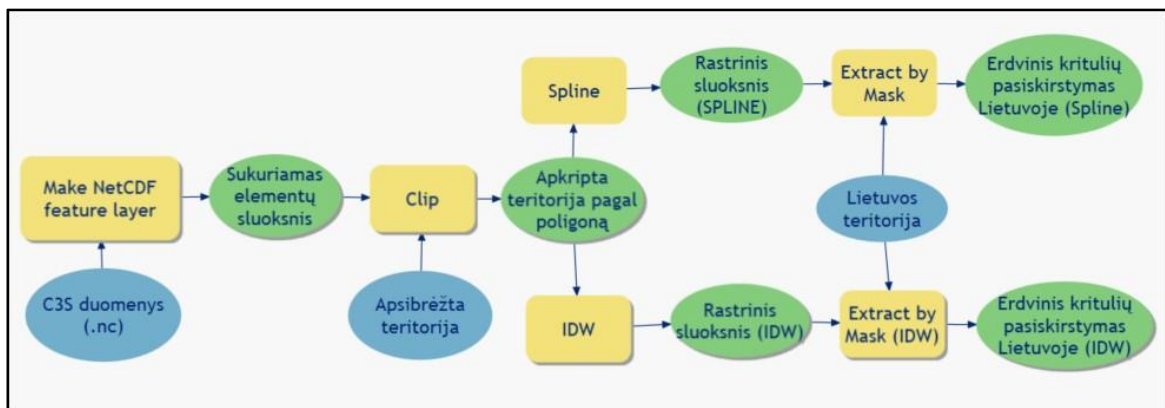 Spline
Rastrinis
sluoksnis
(SPLINE)
Extract by
Mask
Erdvinis kritulių
pasiskirstymas
Lietuvoje (Spline)
Make NetCDF
feature layer
Sukuriamas
elementų
sluoksnis
Clip
Apkripta
teritorija pagal
poligoną
Lietuvos
teritorija
C3S duomenys
(.nc)
Apsibrėžta
teritorija
IDW
Rastrinis
sluoksnis (IDW)
Extract by
Mask (IDW)
Erdvinis kritulių
pasiskirstymas
Lietuvoje (IDW)